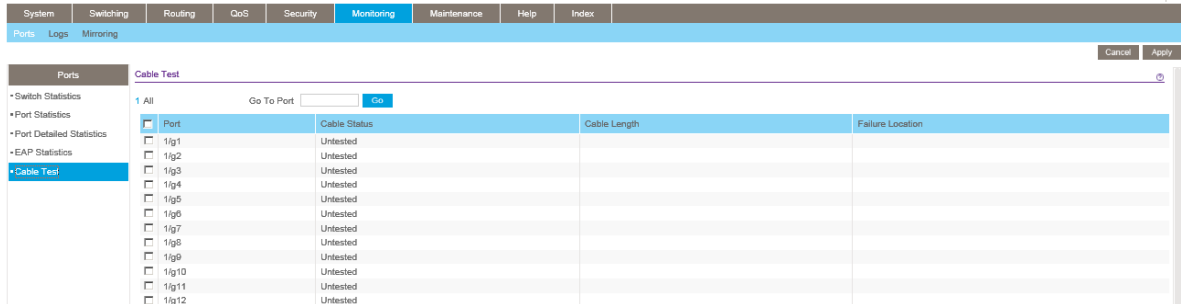 System Switching Routing QoS Security Monitoring Maintenance Help Index
Ports Logs Mirroring
Cancel Apply
Ports
Cable Test
Switch Statistics
Port Statistics
Port Detailed Statistics
EAP Statistics
Cable Test
1 All Go To Port Go
Port Cable Status Cable Length Failure Location
1/g1 Untested
1/g2 Untested
1/g3 Untested
1/g4 Untested
1/g5 Untested
1/g6 Untested
1/g7 Untested
1/g8 Untested
1/g9 Untested
1/g10 Untested
1/g11 Untested
1/g12 Untested